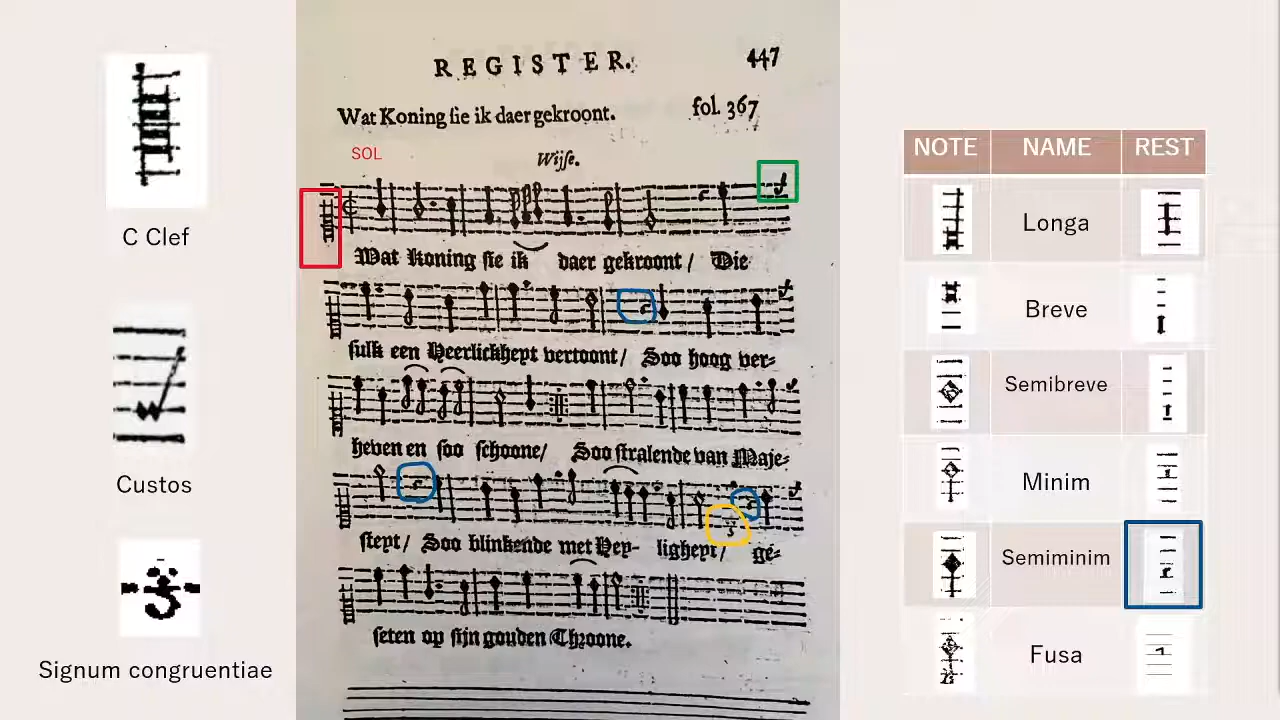 C Clef
Custos
Signum congruentiae
REGISTER. 447
Wat Koning ſie ik daer gekroont. fol. 367
SOL
Wijſe.
Wat Koning ſie ik daer gekroont / Die
ſulk een Heerlickheyt vertoont / Soo hoog ver-
heven en ſoo ſchoone / Soo ſtralende van Maje-
ſteyt / Soo blinkende met Hey- ligheyt / ge-
ſeten op ſijn gouden Throone.
NOTE NAME REST
Longa
Breve
Semibreve
Minim
Semiminim
Fusa